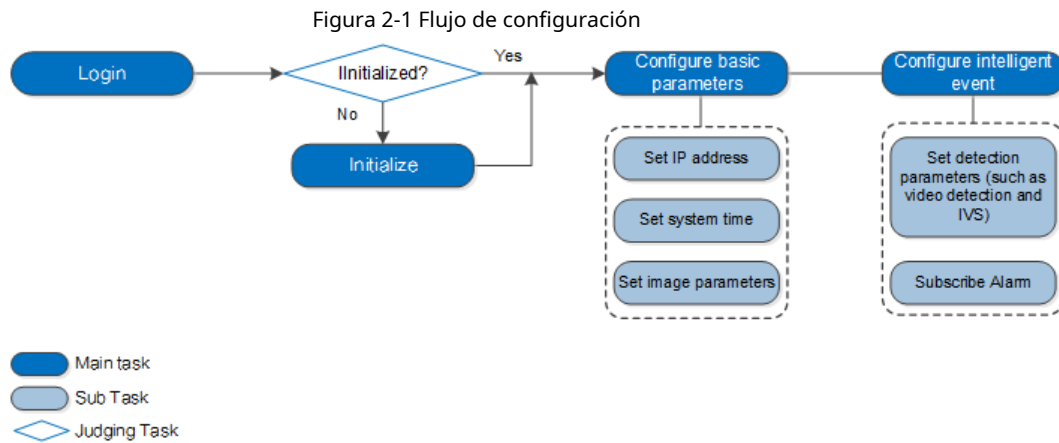 Figura 2-1 Flujo de configuración
Login
IInitialized?
Yes
No
Initialize
Configure basic
parameters
Set IP address
Set system time
Set image parameters
Configure intelligent
event
Set detection
parameters (such as
video detection and
IVS)
Subscribe Alarm
Main task
Sub Task
Judging Task